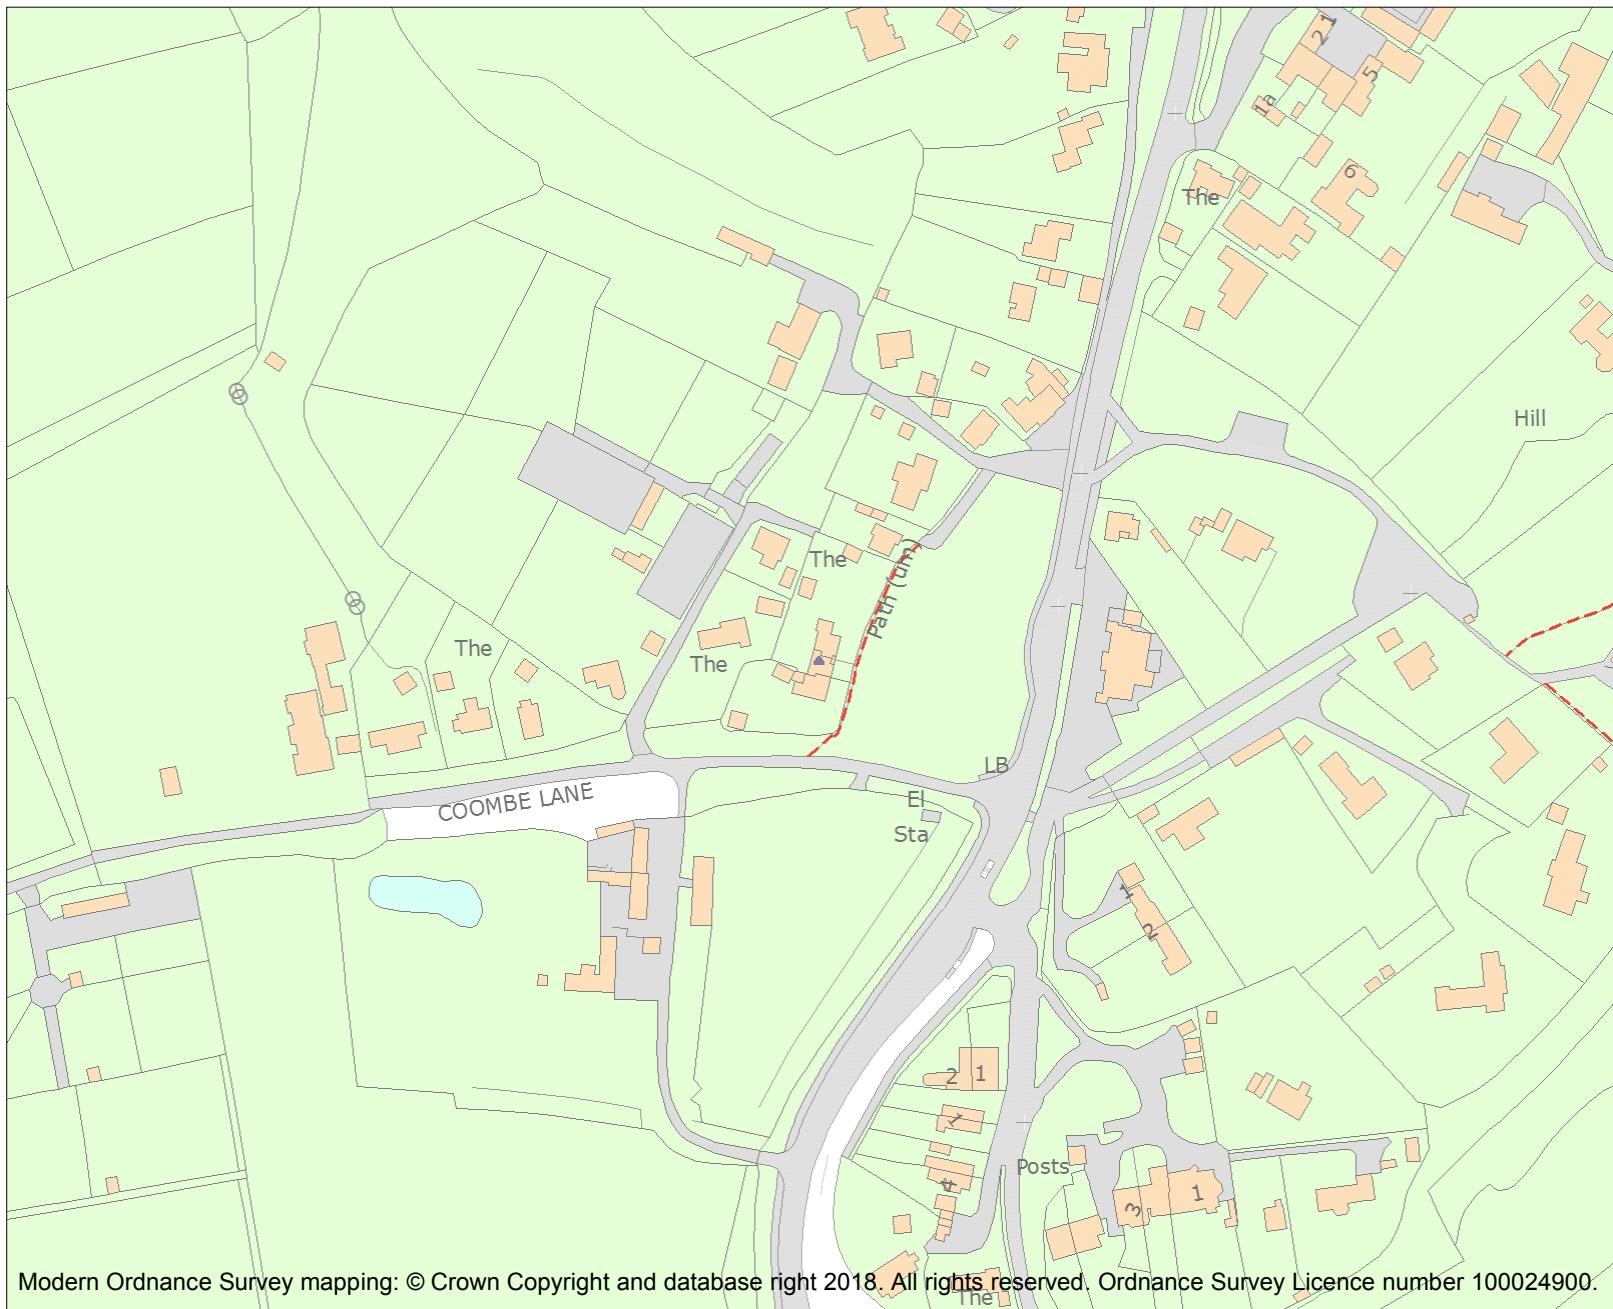 2 1
5
1a
6
The
Hill
The
Path (um)
The
The
LB
COOMBE LANE
El
Sta
1
2
2 1
1
Posts
4
3
1
The
Modern Ordnance Survey mapping: © Crown Copyright and database right 2018. All rights reserved. Ordnance Survey Licence number 100024900.